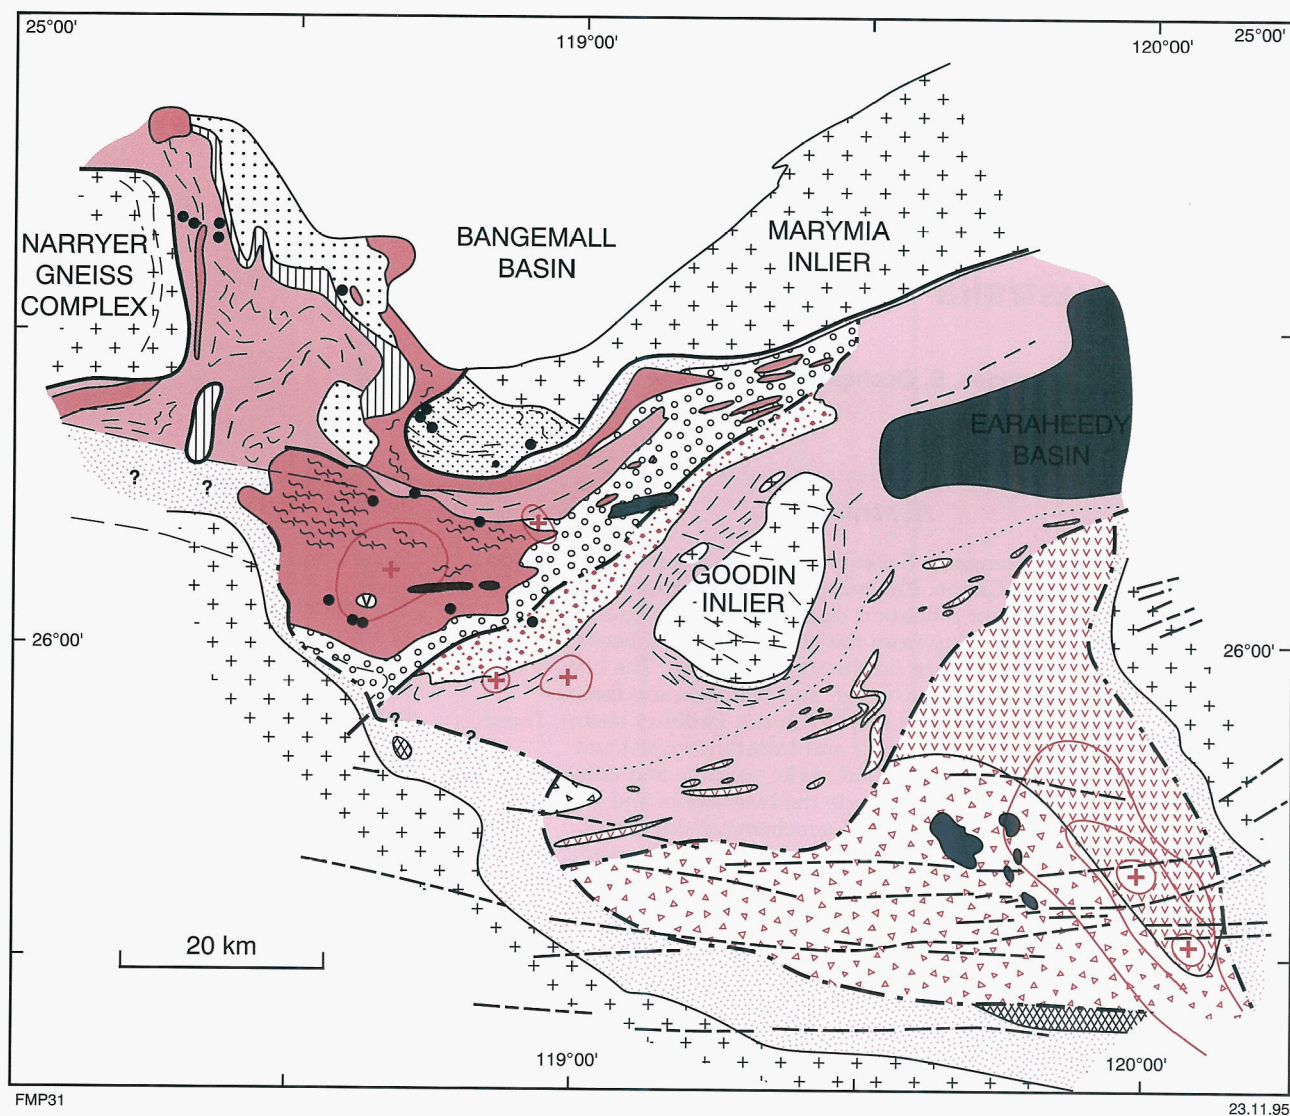 25°00'
119°00'
120°00'
25°00'
NARRYER
GNEISS
COMPLEX
BANGEMALL
BASIN
MARYMIA
INLIER
EARAHEEDY
BASIN
?
?
GOODIN
INLIER
V
26°00'
26°00'
?
?
20 km
119°00'
120°00'
FMP31
23.11.95